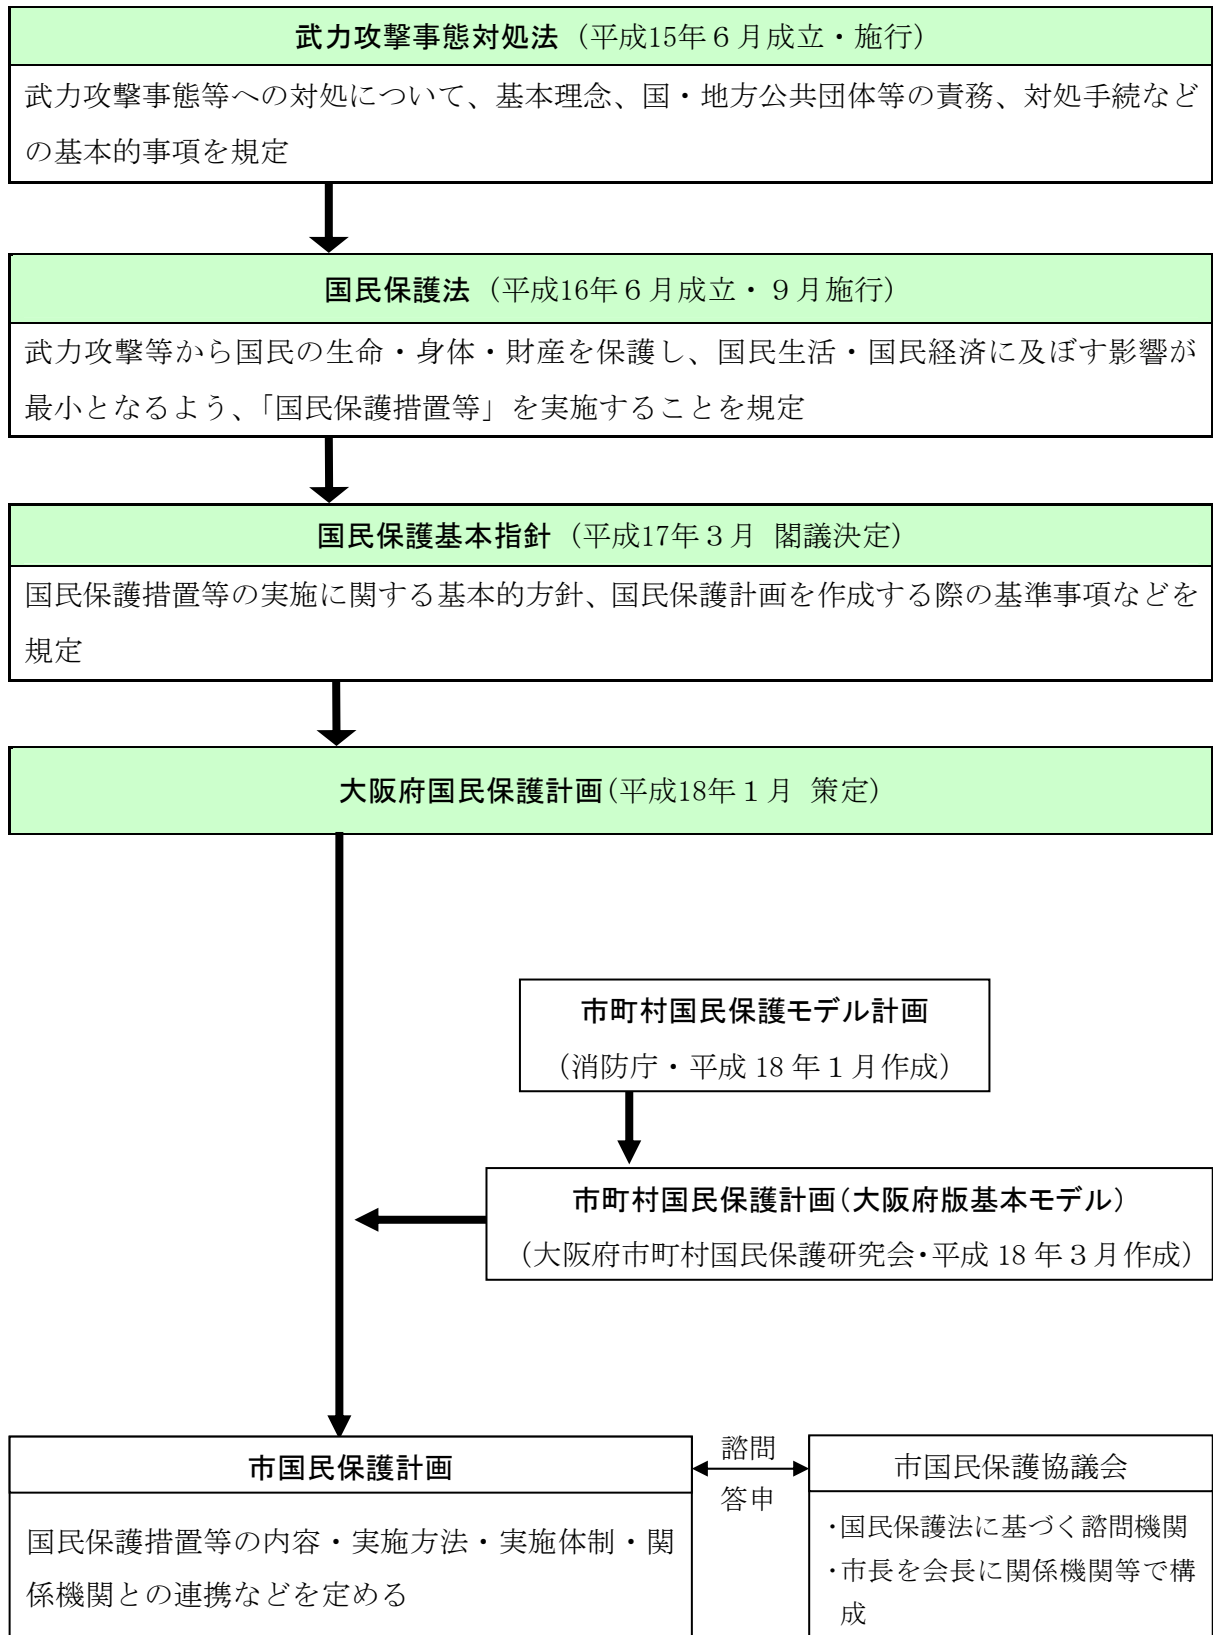 武力攻撃事態対処法（平成15年６月成立・施行）
武力攻撃事態等への対処について、基本理念、国・地方公共団体等の責務、対処手続など
の基本的事項を規定
国民保護法（平成16年６月成立・９月施行）
武力攻撃等から国民の生命・身体・財産を保護し、国民生活・国民経済に及ぼす影響が
最小となるよう、「国民保護措置等」を実施することを規定
国民保護基本指針（平成17年３月 閣議決定）
国民保護措置等の実施に関する基本的方針、国民保護計画を作成する際の基準事項などを
規定
大阪府国民保護計画(平成18年１月 策定)
市町村国民保護モデル計画
（消防庁・平成 18 年１月作成）
市町村国民保護計画（大阪府版基本モデル）
（大阪府市町村国民保護研究会・平成 18 年３月作成）
市国民保護計画
国民保護措置等の内容・実施方法・実施体制・関
係機関との連携などを定める
諮問
答申
市国民保護協議会
・国民保護法に基づく諮問機関
・市長を会長に関係機関等で構
成